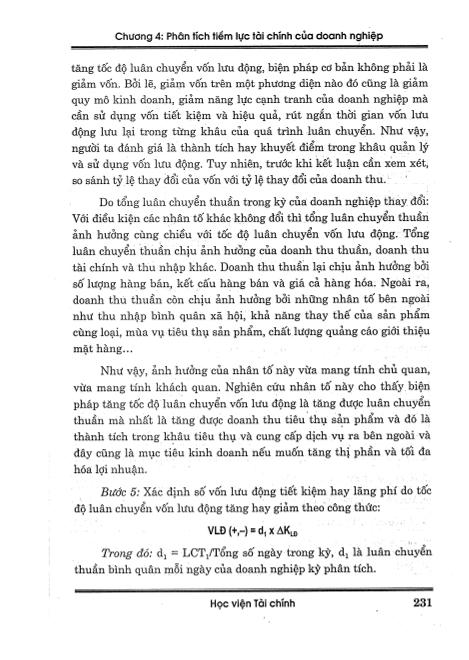 Chương 4: Phân tích tiềm lực tài chính của doanh nghiệp
tăng tốc độ luân chuyển vốn lưu động, biện pháp cơ bản không phải là
giảm vốn. Bởi lẽ, giảm vốn trên một phương diện nào đó cũng là giảm
quy mô kinh doanh, giảm năng lực cạnh tranh của doanh nghiệp mà
cần sử dụng vốn tiết kiệm và hiệu quả, rút ngắn thời gian vốn lưu
động lưu lại trong từng khâu của quá trình luân chuyển. Như vậy,
người ta đánh giá là thành tích hay khuyết điểm trong khâu quản lý
và sử dụng vốn lưu động. Tuy nhiên, trước khi kết luận cần xem xét,
so sánh tỷ lệ thay đổi của vốn với tỷ lệ thay đổi của doanh thu.
Do tổng luân chuyển thuần trong kỳ của doanh nghiệp thay đổi:
Với điều kiện các nhân tố khác không đổi thì tổng luân chuyển thuần
ảnh hưởng cùng chiều với tốc độ luân chuyển vốn lưu động. Tổng
luân chuyển thuần chịu ảnh hưởng của doanh thu thuần, doanh thu
tài chính và thu nhập khác. Doanh thu thuần lại chịu ảnh hưởng bởi
số lượng hàng bán, kết cấu hàng bán và giá cả hàng hóa. Ngoài ra,
doanh thu thuần còn chịu ảnh hưởng bởi những nhân tố bên ngoài
như thu nhập bình quân xã hội, khả năng thay thế của sản phẩm
cùng loại, mùa vụ tiêu thụ sản phẩm, chất lượng quảng cáo giới thiệu
mặt hàng...
Như vậy, ảnh hưởng của nhân tố này vừa mang tính chủ quan,
vừa mang tính khách quan. Nghiên cứu nhân tố này cho thấy biện
pháp tăng tốc độ luân chuyển vốn lưu động là tăng được luân chuyển
thuần mà nhất là tăng được doanh thu tiêu thụ sản phẩm và đó là
thành tích trong khâu tiêu thụ và cung cấp dịch vụ ra bên ngoài và
đây cũng là mục tiêu kinh doanh nếu muốn tăng thị phần và tối đa
hóa lợi nhuận.
Bước 5: Xác định số vốn lưu động tiết kiệm hay lãng phí do tốc
độ luân chuyển vốn lưu động tăng hay giảm theo công thức:
VLĐ (+,–) = d₁ x ΔK_LĐ
Trong đó: d₁ = LCT₁/Tổng số ngày trong kỳ, d₁ là luân chuyển
thuần bình quân mỗi ngày của doanh nghiệp kỳ phân tích.
Học viện Tài chính 231